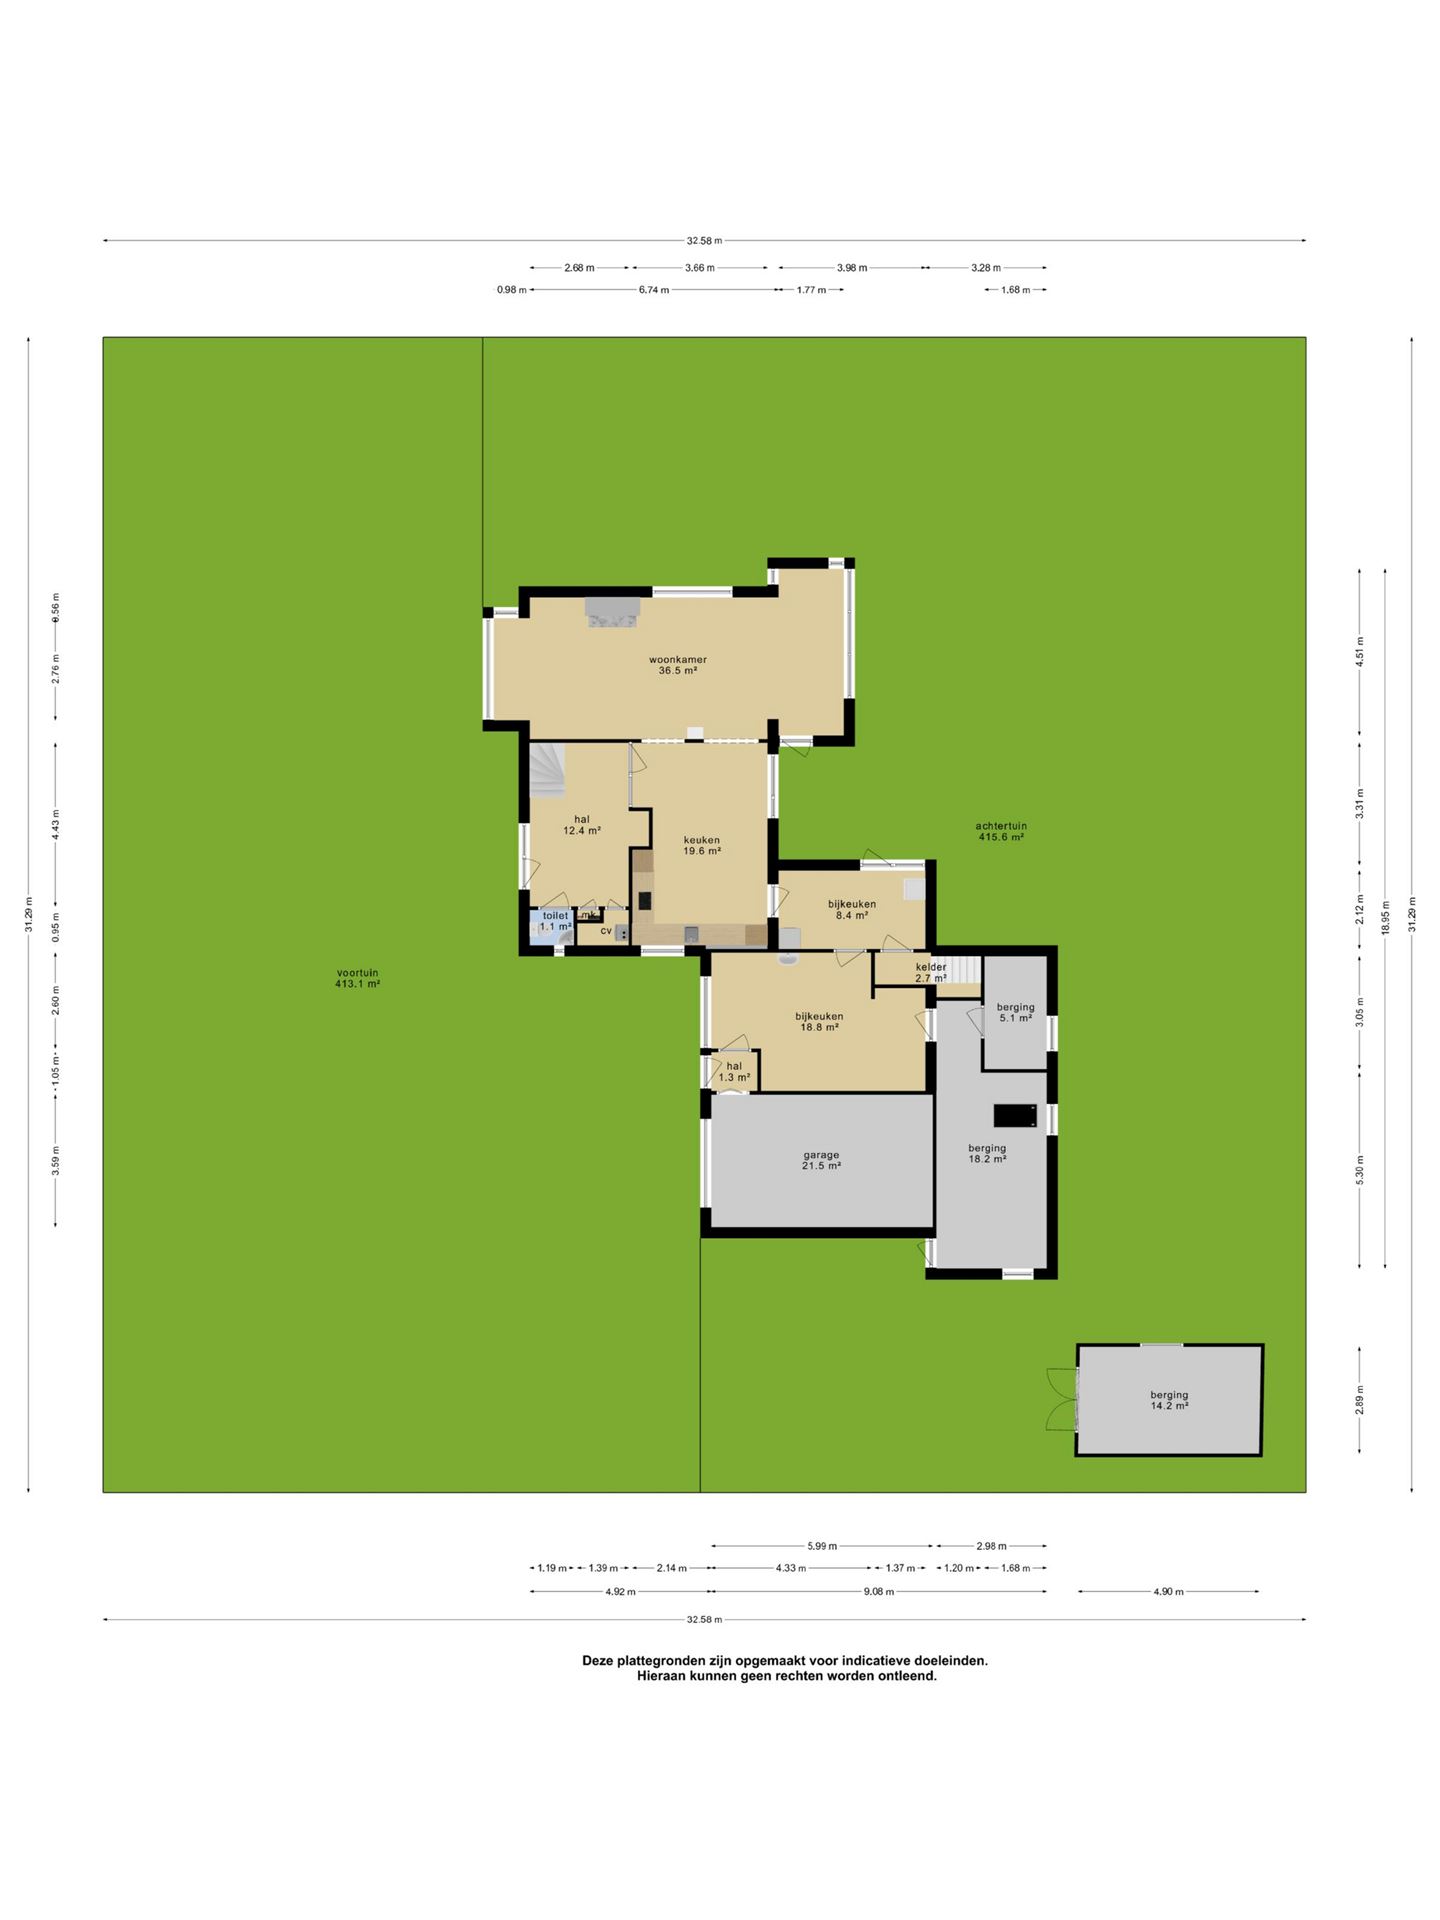 32.58 m
2.68 m
3.66 m
3.98 m
3.28 m
0.98 m
6.74 m
1.77 m
1.68 m
0.56 m
2.76 m
4.43 m
31.29 m
0.95 m
2.60 m
1.05 m
3.59 m
woonkamer
36.5 m²
hal
12.4 m²
keuken
19.6 m²
achtertuin
415.6 m²
bijkeuken
8.4 m²
toilet
1.1 m²
mk
cv
voortuin
413.1 m²
kelder
2.7 m²
bijkeuken
18.8 m²
berging
5.1 m²
hal
1.3 m²
garage
21.5 m²
berging
18.2 m²
berging
14.2 m²
4.51 m
3.31 m
2.12 m
18.95 m
31.29 m
3.05 m
5.30 m
2.89 m
5.99 m
2.98 m
1.19 m
1.39 m
2.14 m
4.33 m
1.37 m
1.20 m
1.68 m
4.92 m
9.08 m
4.90 m
32.58 m
Deze plattegronden zijn opgemaakt voor indicatieve doeleinden.
Hieraan kunnen geen rechten worden ontleend.